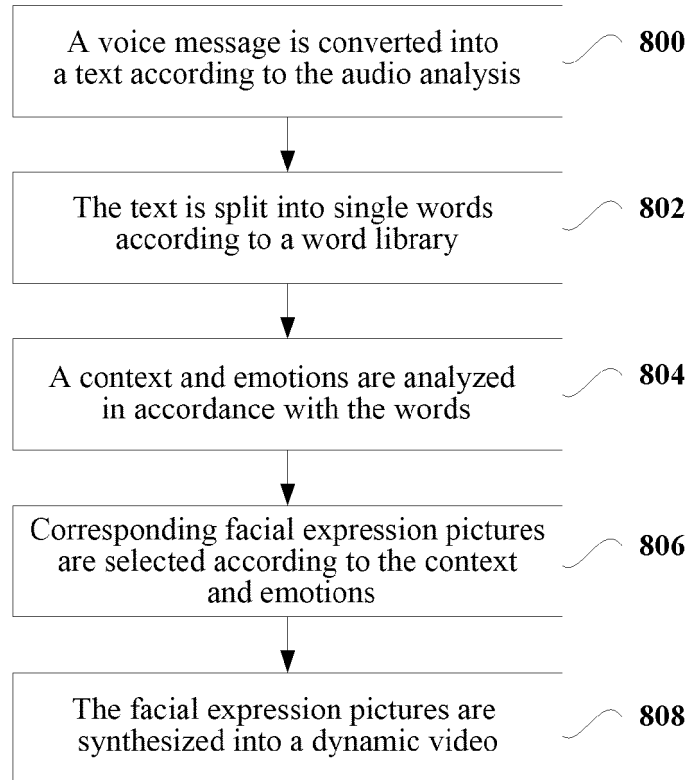 A voice message is converted into
a text according to the audio analysis
800
The text is split into single words
according to a word library
802
A context and emotions are analyzed
in accordance with the words
804
Corresponding facial expression pictures
are selected according to the context
and emotions
806
The facial expression pictures are
synthesized into a dynamic video
808